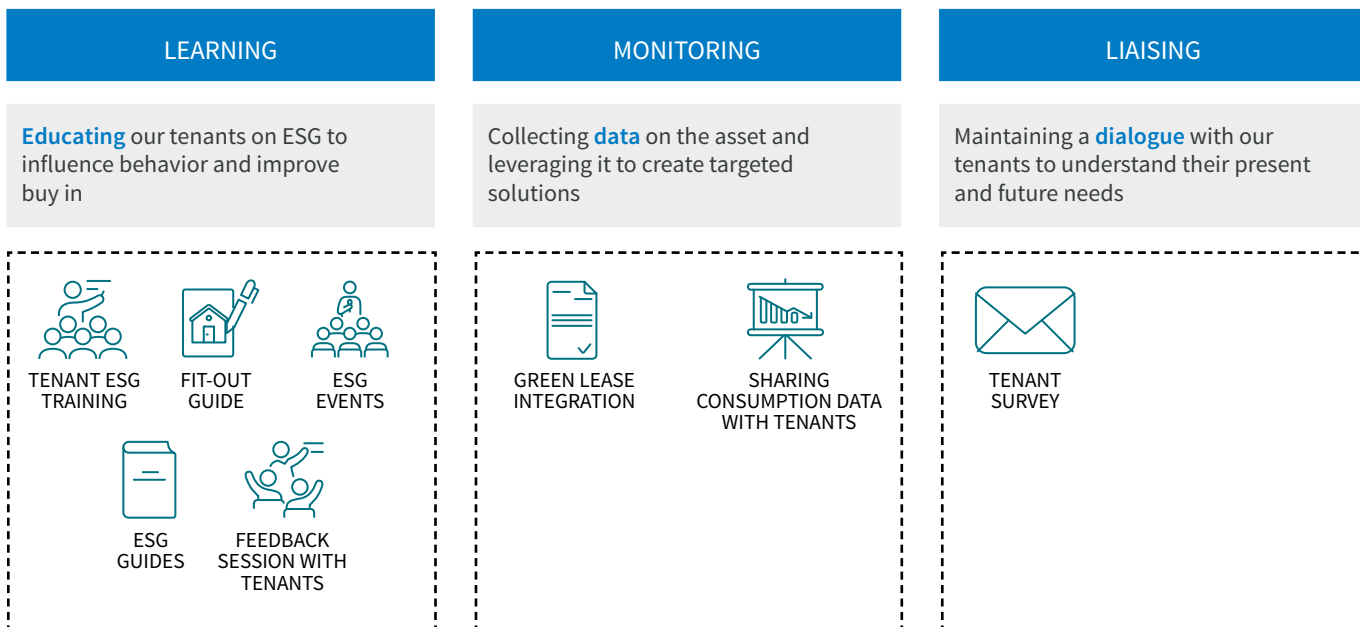 LEARNING
Educating our tenants on ESG to
influence behavior and improve
buy in
TENANT ESG
TRAINING
FIT-OUT
GUIDE
ESG
EVENTS
ESG
GUIDES
FEEDBACK
SESSION WITH
TENANTS
MONITORING
Collecting data on the asset and
leveraging it to create targeted
solutions
GREEN LEASE
INTEGRATION
SHARING
CONSUMPTION DATA
WITH TENANTS
LIAISING
Maintaining a dialogue with our
tenants to understand their present
and future needs
TENANT
SURVEY